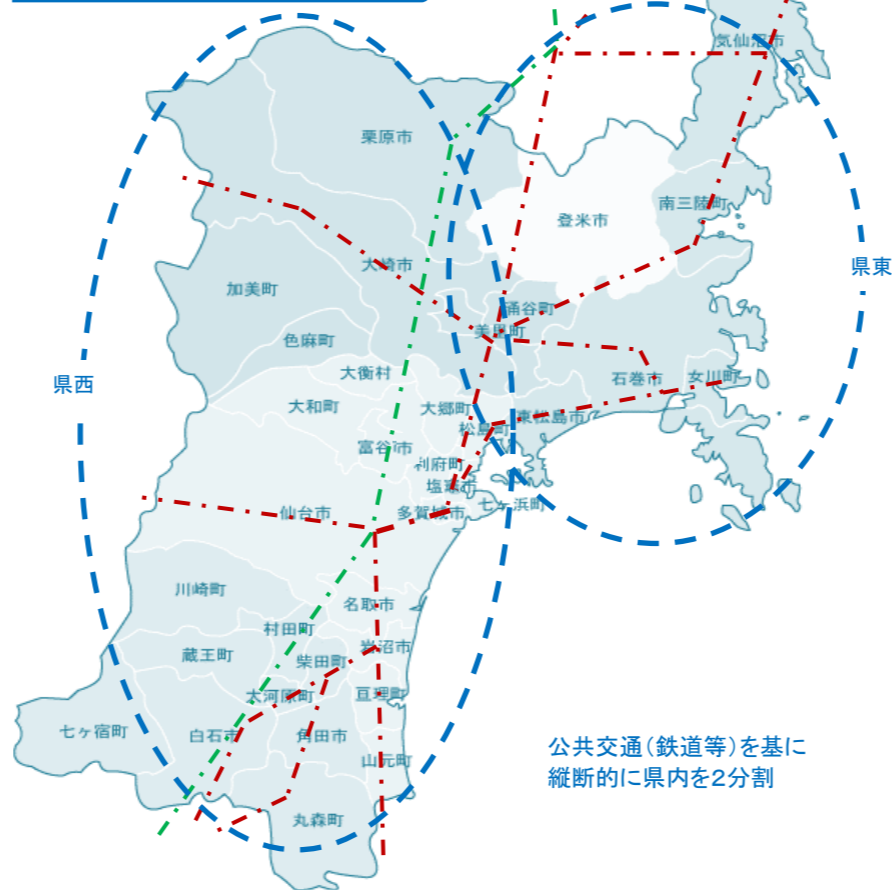 気仙沼市
栗原市
登米市
南三陸町
県東
大崎市
加美町
涌谷町
美里町
色麻町
大衡村
石巻市
女川町
県西
大和町
大郷町
東松島市
松島町
富谷市
利府町
塩竈市
仙台市
多賀城市
七ヶ浜町
川崎町
名取市
村田町
岩沼市
蔵王町
柴田町
大河原町
亘理町
七ヶ宿町
白石市
角田市
山元町
公共交通(鉄道等)を基に
縦断的に県内を2分割
丸森町